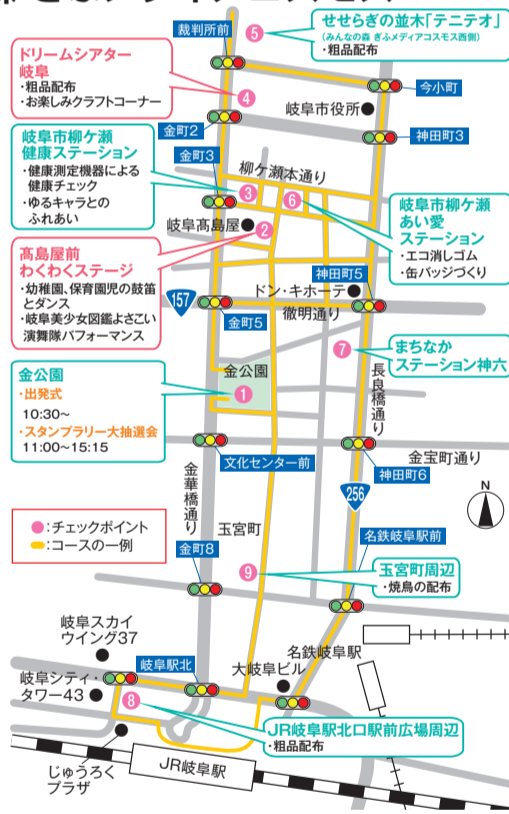 裁判所前
⑤
せせらぎの並木「テニテオ」
(みんなの森 ぎふメディアコスモス西側)
・粗品配布
ドリームシアター
岐阜
・粗品配布
・お楽しみクラフトコーナー
④
今小町
岐阜市役所
金町2
神田町3
岐阜市柳ケ瀬
健康ステーション
・健康測定機器による
健康チェック
・ゆるキャラとの
ふれあい
金町3
柳ケ瀬本通り
③
⑥
岐阜市柳ケ瀬
あい愛
ステーション
・エコ消しゴム
・缶バッジづくり
岐阜髙島屋
②
髙島屋前
わくわくステージ
・幼稚園、保育園児の鼓笛
とダンス
・岐阜美少女図鑑よさこい
演舞隊パフォーマンス
神田町5
ドン・キホーテ
157
徹明通り
金町5
⑦
まちなか
ステーション神六
金公園
・出発式
10:30~
・スタンプラリー大抽選会
11:00~15:15
金公園
①
長良橋通り
文化センター前
金宝町通り
神田町6
金華橋通り
256
N
●:チェックポイント
:コースの一例
玉宮町
名鉄岐阜駅前
金町8
⑨
玉宮町周辺
・焼鳥の配布
岐阜スカイ
ウイング37
名鉄岐阜駅
岐阜駅北
大岐阜ビル
岐阜シティ・
タワー43
⑧
JR岐阜駅北口駅前広場周辺
・粗品配布
じゅうろく
プラザ
JR岐阜駅